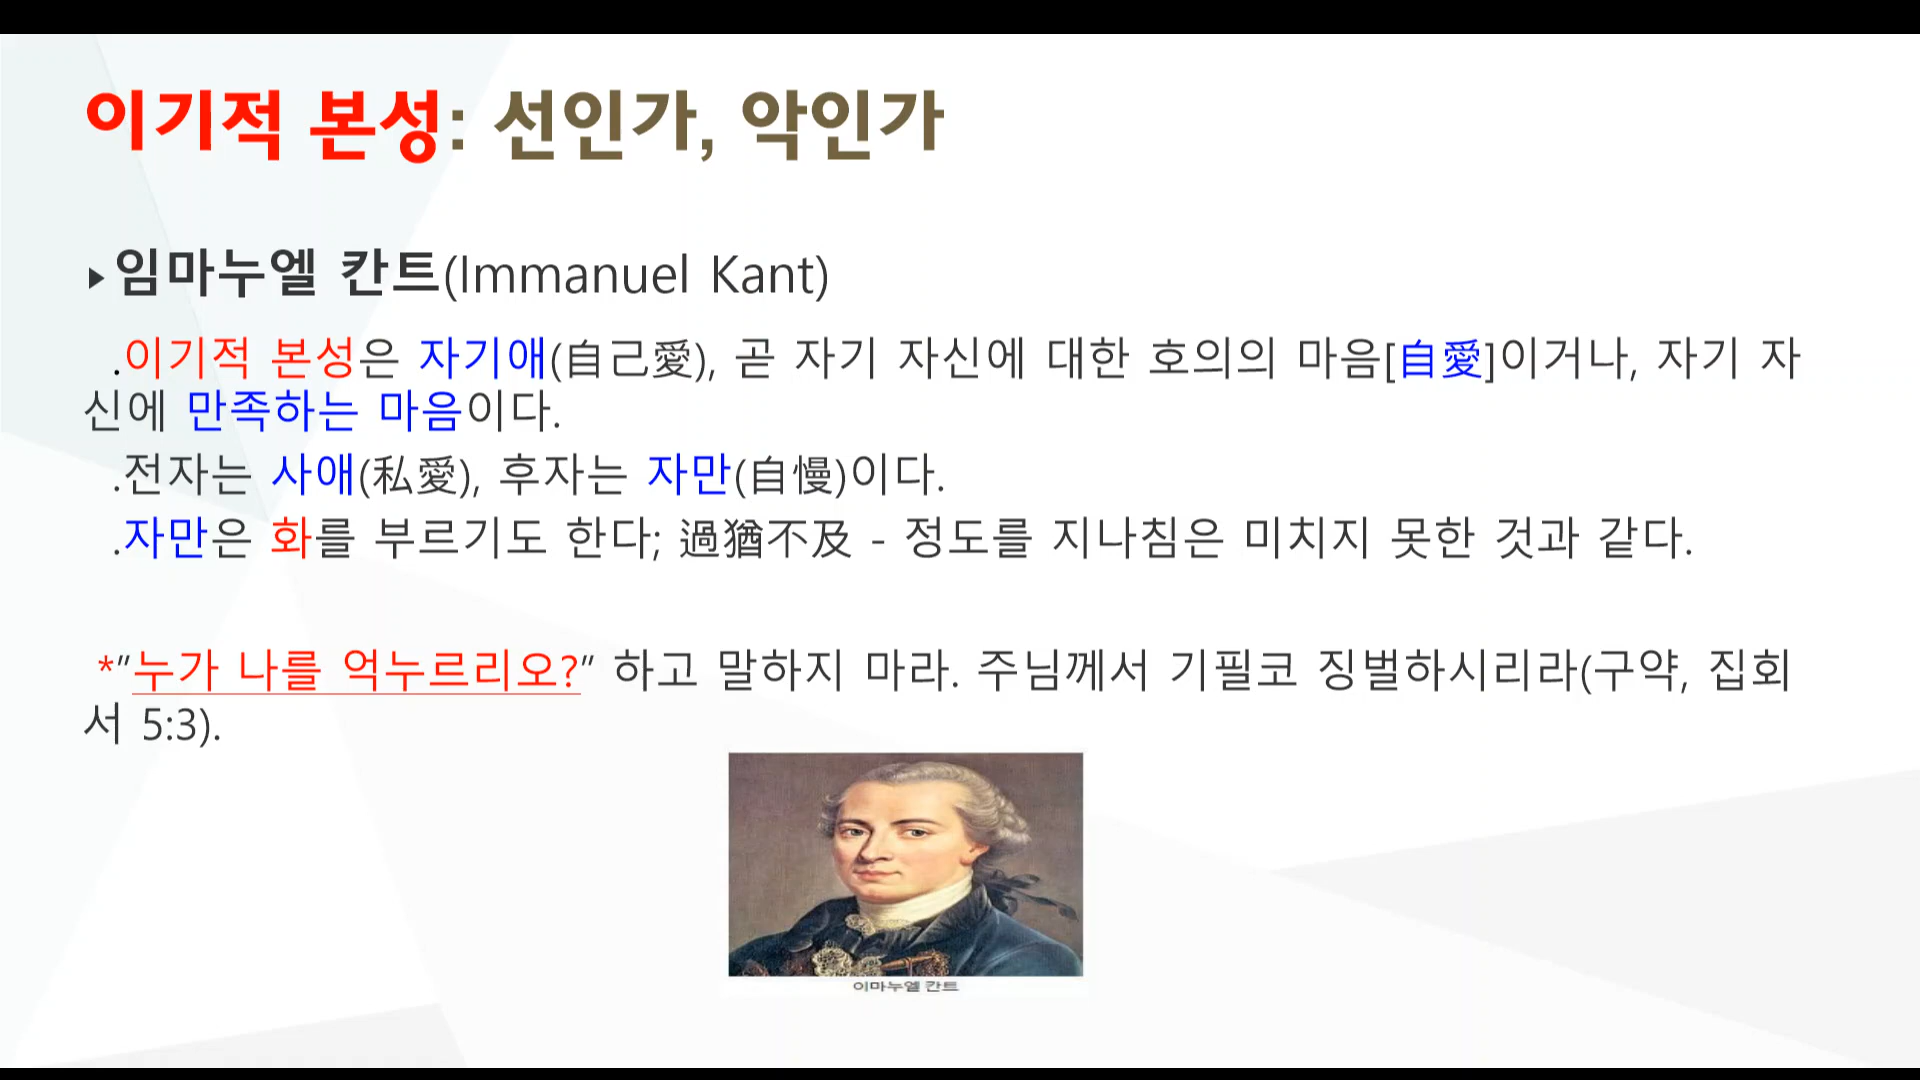 이기적 본성: 선인가, 악인가
▸임마누엘 칸트(Immanuel Kant)
.이기적 본성은 자기애(自己愛), 곧 자기 자신에 대한 호의의 마음[自愛]이거나, 자기 자
신에 만족하는 마음이다.
.전자는 사애(私愛), 후자는 자만(自慢)이다.
.자만은 화를 부르기도 한다; 過猶不及 - 정도를 지나침은 미치지 못한 것과 같다.
*”누가 나를 억누르리오?” 하고 말하지 마라. 주님께서 기필코 징벌하시리라(구약, 집회
서 5:3).
이마누엘 칸트